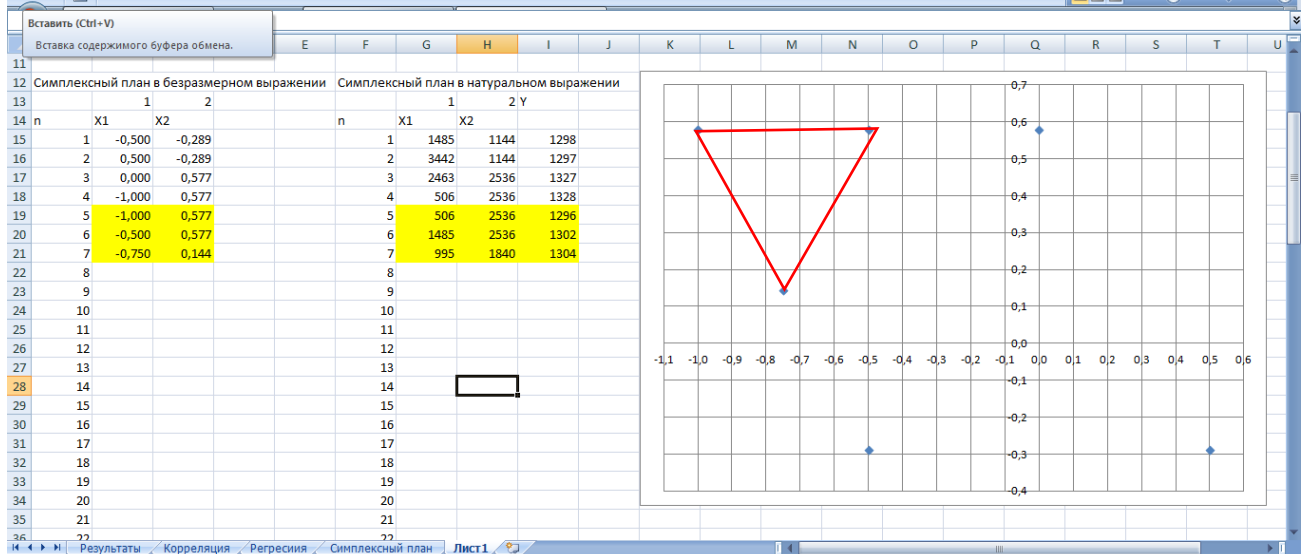 Вставить (Ctrl+V)
Вставка содержимого буфера обмена.
E F G H I J K L M N O P Q R S T U
11
12 Симплексный план в безразмерном выражении Симплексный план в натуральном выражении
13 1 2 1 2 Y
14 n X1 X2 n X1 X2
15 1 -0,500 -0,289 1 1485 1144 1298
16 2 0,500 -0,289 2 3442 1144 1297
17 3 0,000 0,577 3 2463 2536 1327
18 4 -1,000 0,577 4 506 2536 1328
19 5 -1,000 0,577 5 506 2536 1296
20 6 -0,500 0,577 6 1485 2536 1302
21 7 -0,750 0,144 7 995 1840 1304
22 8 8
23 9 9
24 10 10
25 11 11
26 12 12
27 13 13
28 14 14
29 15 15
30 16 16
31 17 17
32 18 18
33 19 19
34 20 20
35 21 21
36 22 22
0,7
0,6
0,5
0,4
0,3
0,2
0,1
0,0
-1,1 -1,0 -0,9 -0,8 -0,7 -0,6 -0,5 -0,4 -0,3 -0,2 -0,1 0,0 0,1 0,2 0,3 0,4 0,5 0,6
-0,1
-0,2
-0,3
-0,4
Результаты Корреляция Регресиия Симплексный план Лист1